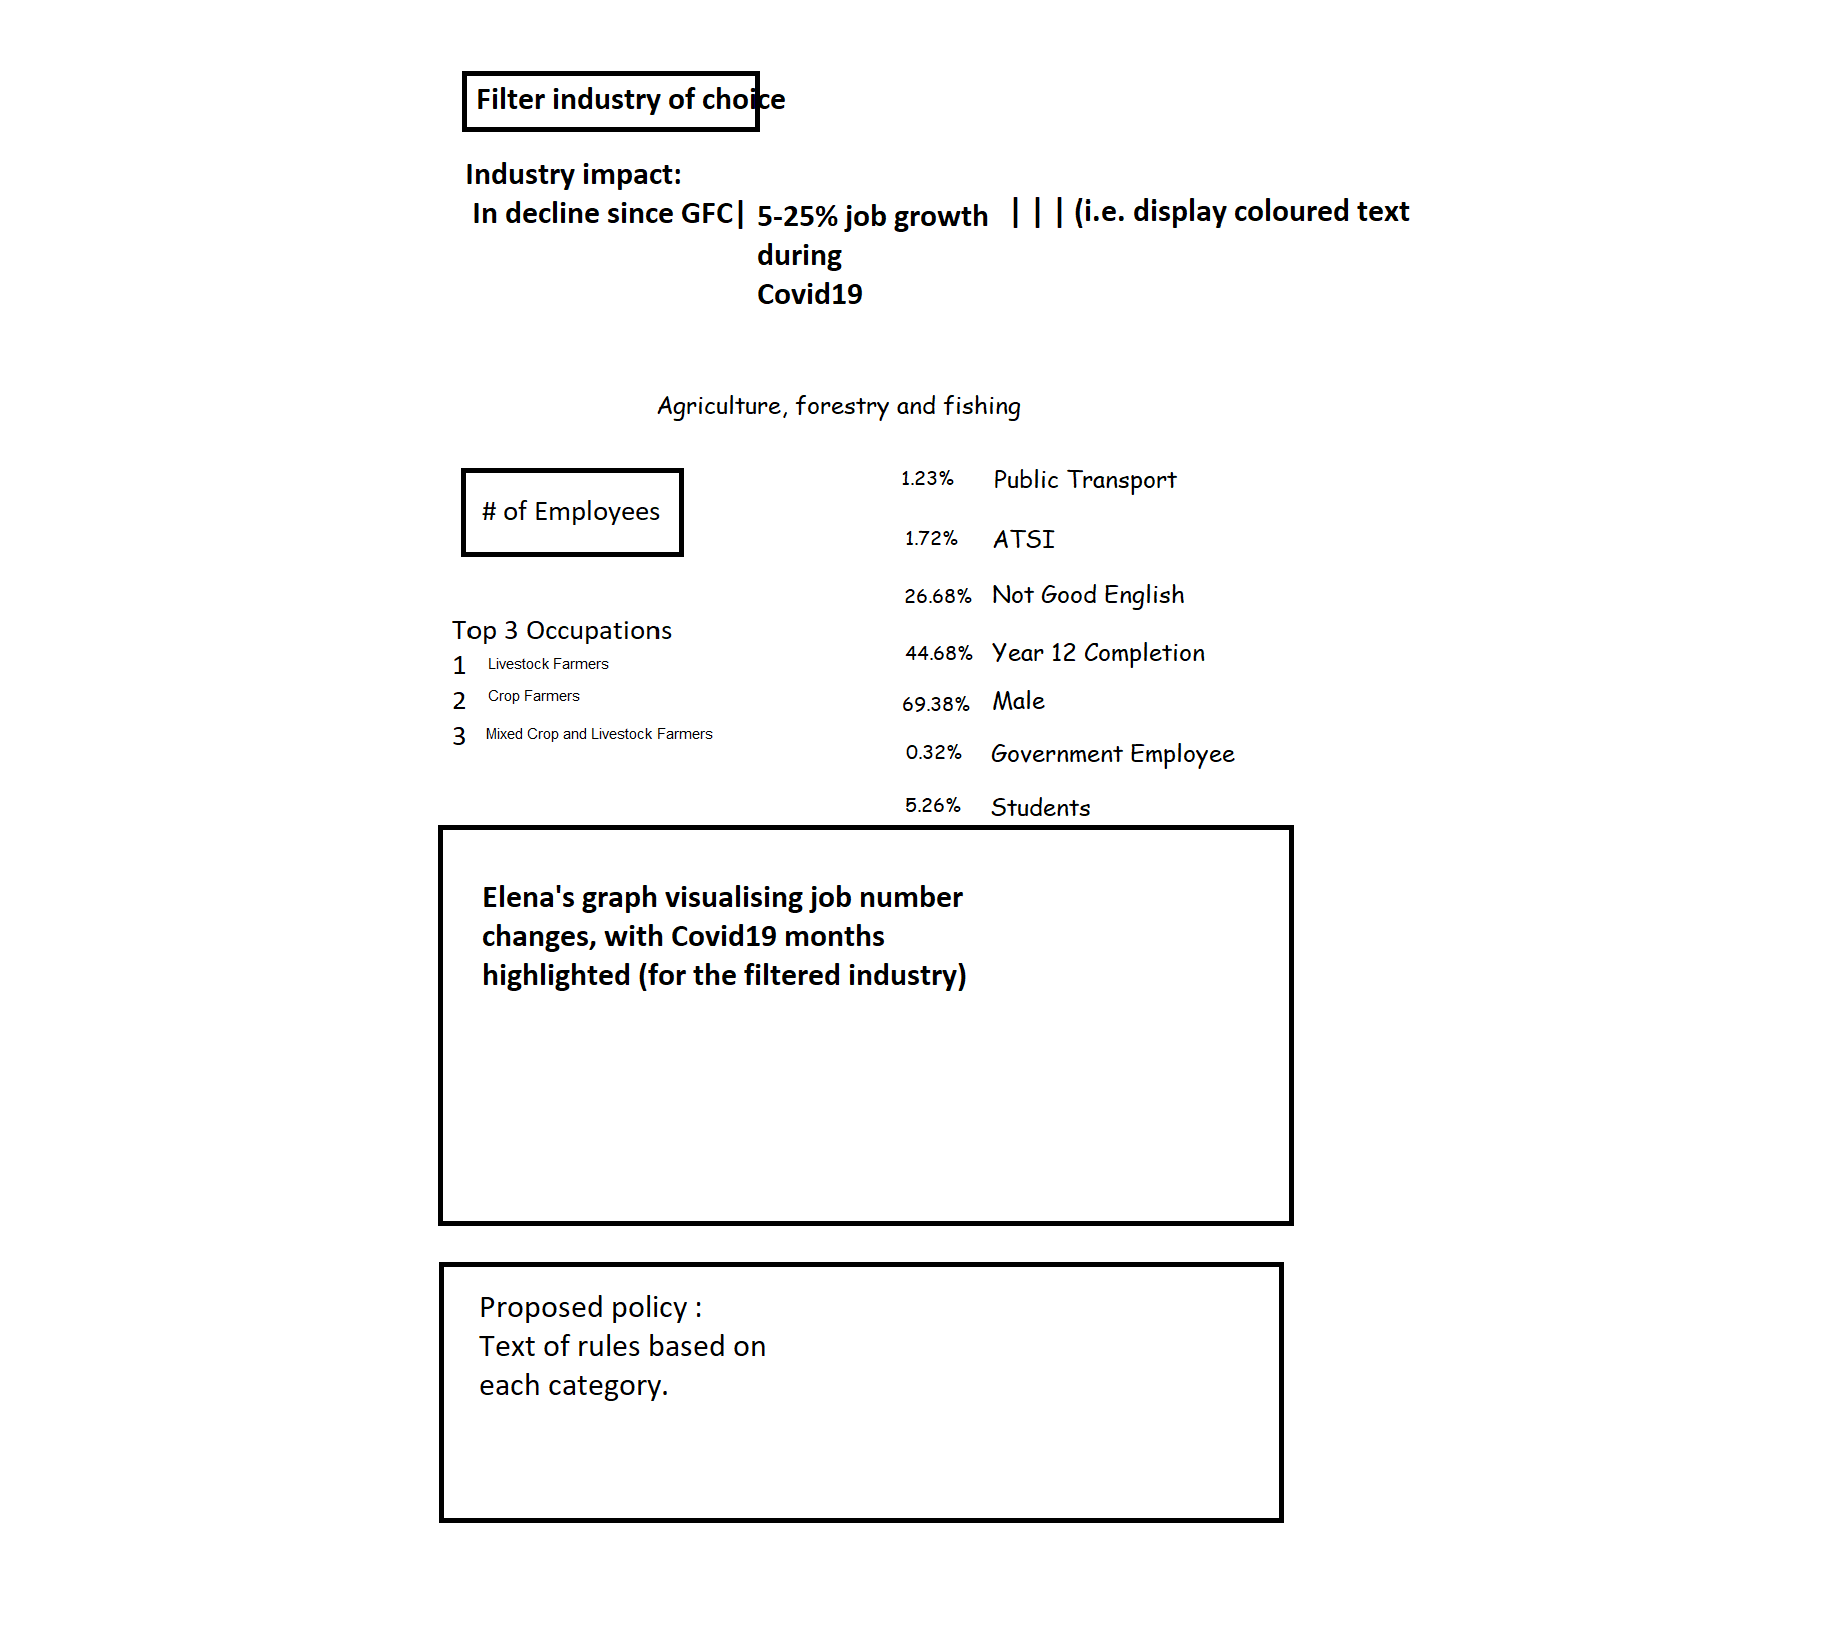 Filter industry of choice
Industry impact:
In decline since GFC| 5-25% job growth | | | (i.e. display coloured text
during
Covid19
Agriculture, forestry and fishing
# of Employees
Top 3 Occupations
1 Livestock Farmers
2 Crop Farmers
3 Mixed Crop and Livestock Farmers
1.23% Public Transport
1.72% ATSI
26.68% Not Good English
44.68% Year 12 Completion
69.38% Male
0.32% Government Employee
5.26% Students
Elena's graph visualising job number
changes, with Covid19 months
highlighted (for the filtered industry)
Proposed policy :
Text of rules based on
each category.